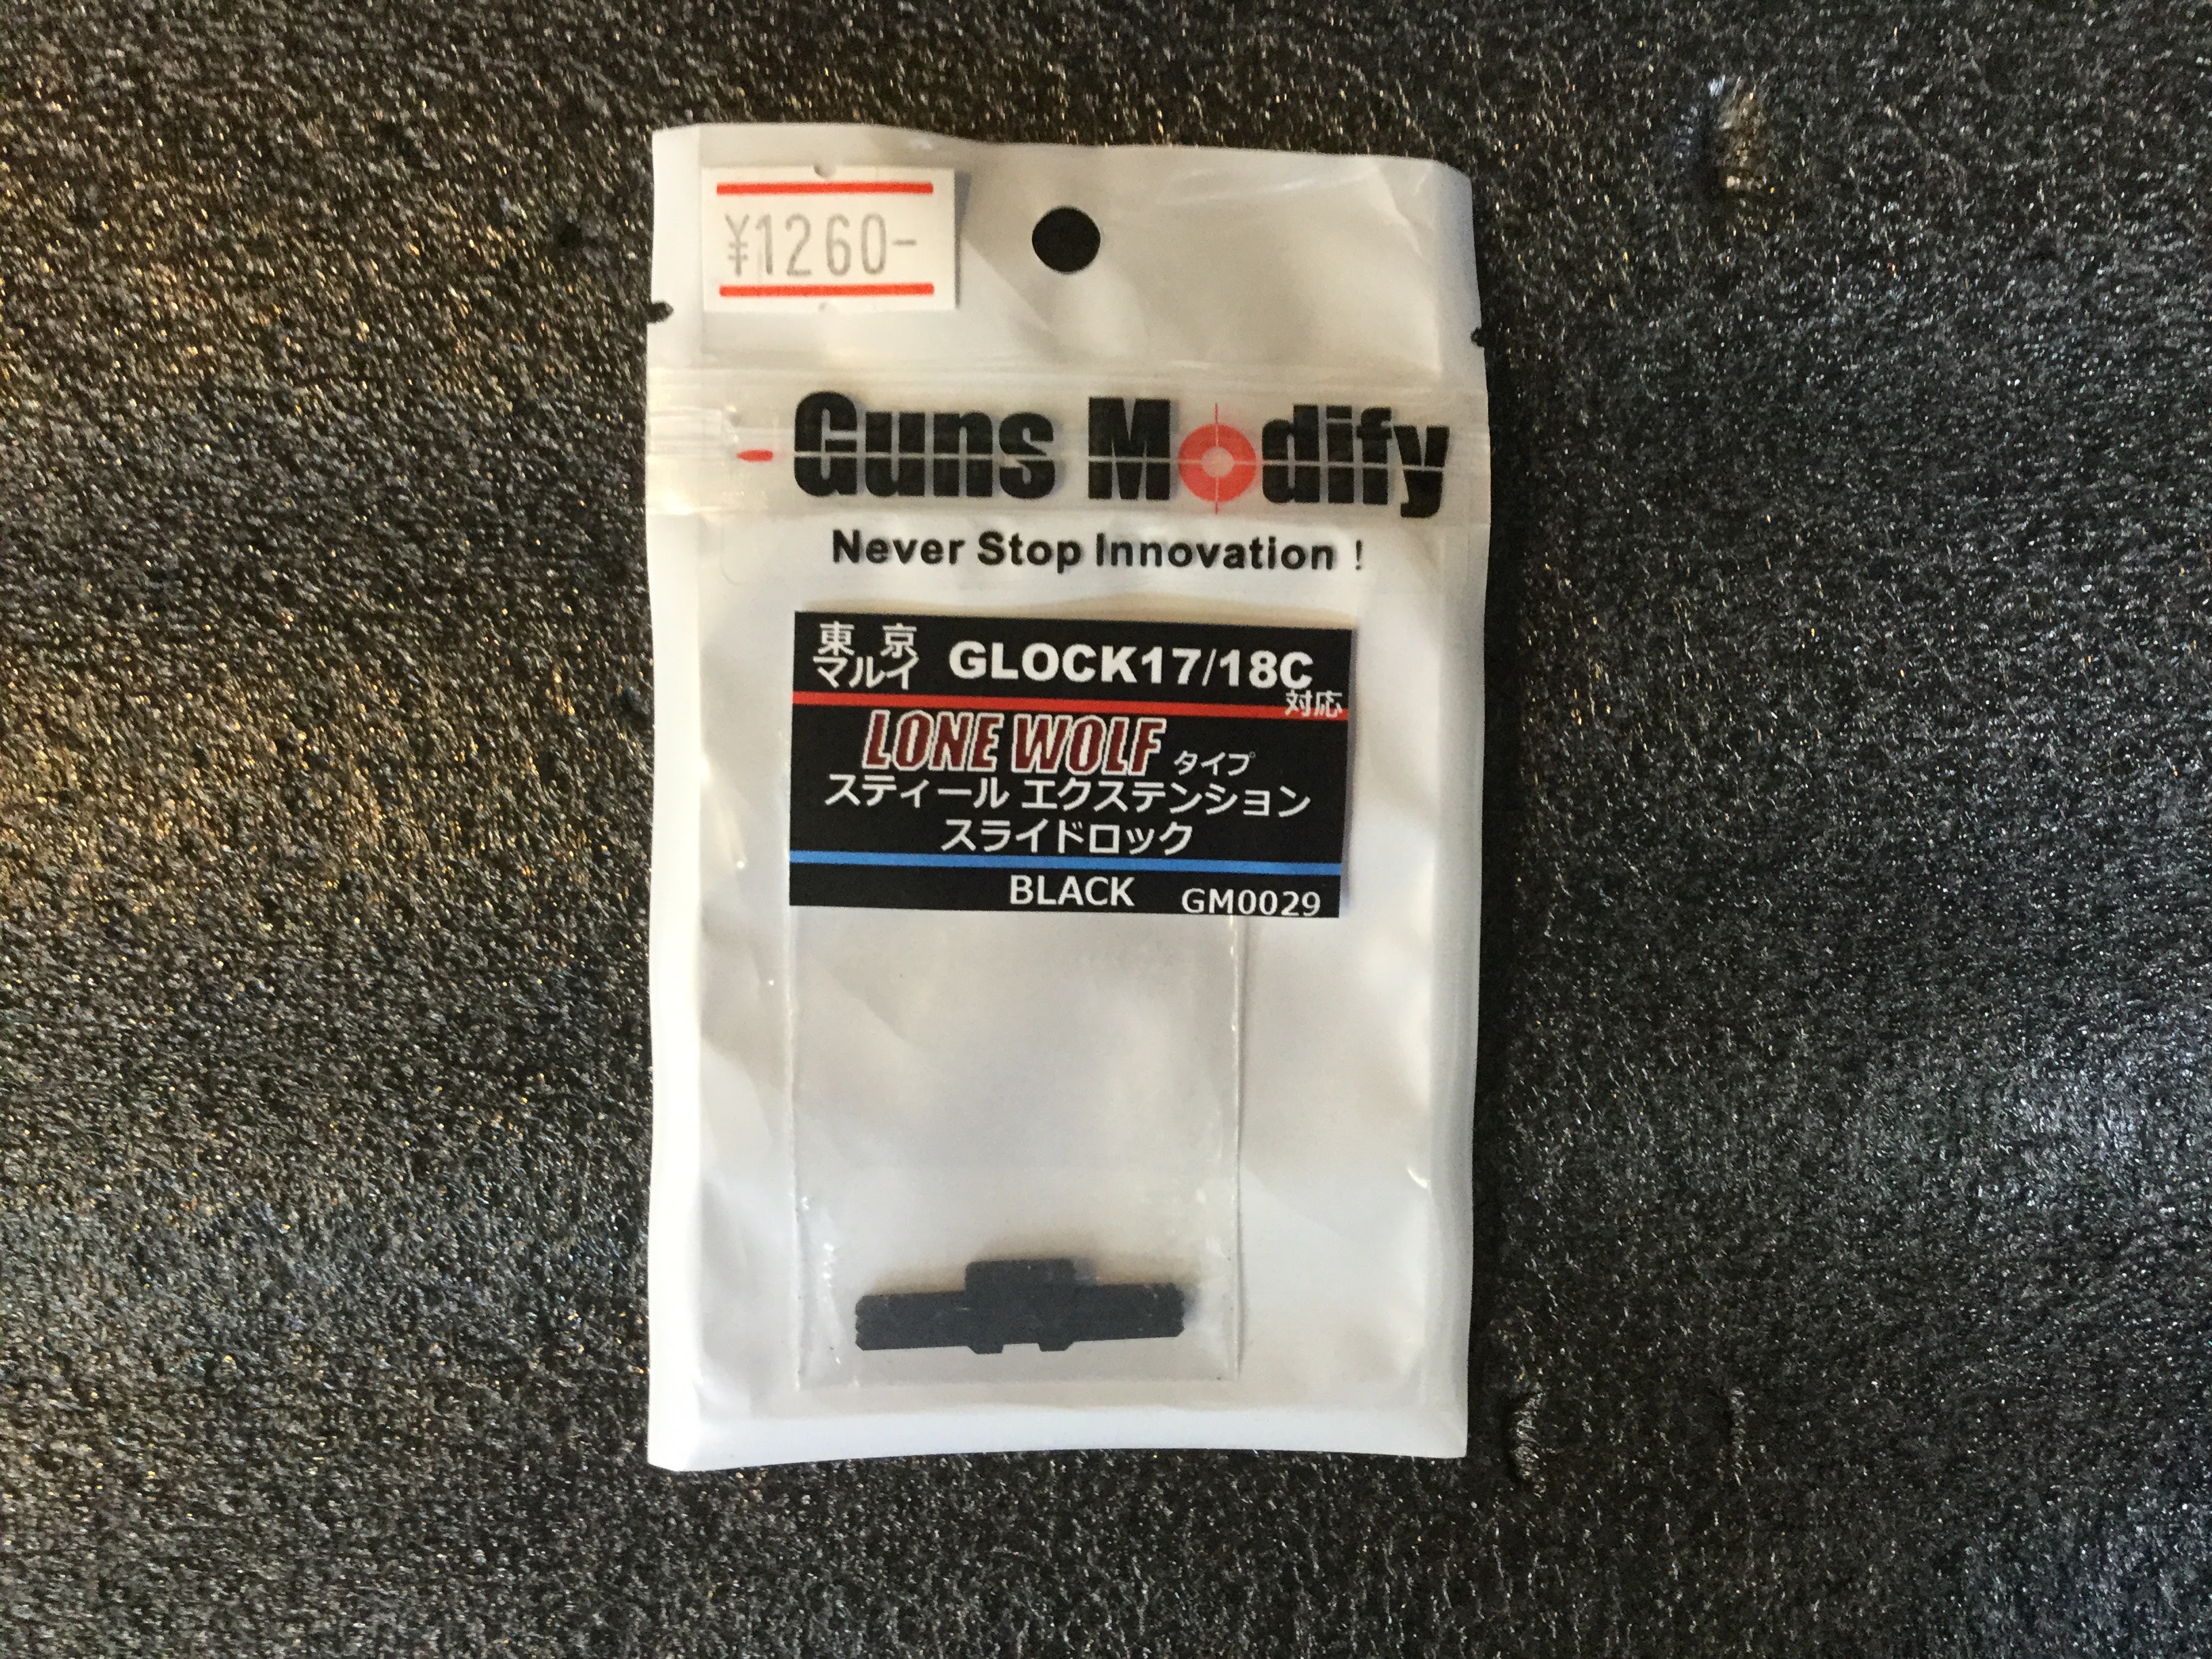 ¥1260-
Guns Modify
Never Stop Innovation !
東京
マルイ GLOCK17/18C
対応
LONE WOLF タイプ
スティール エクステンション
スライドロック
BLACK GM0029